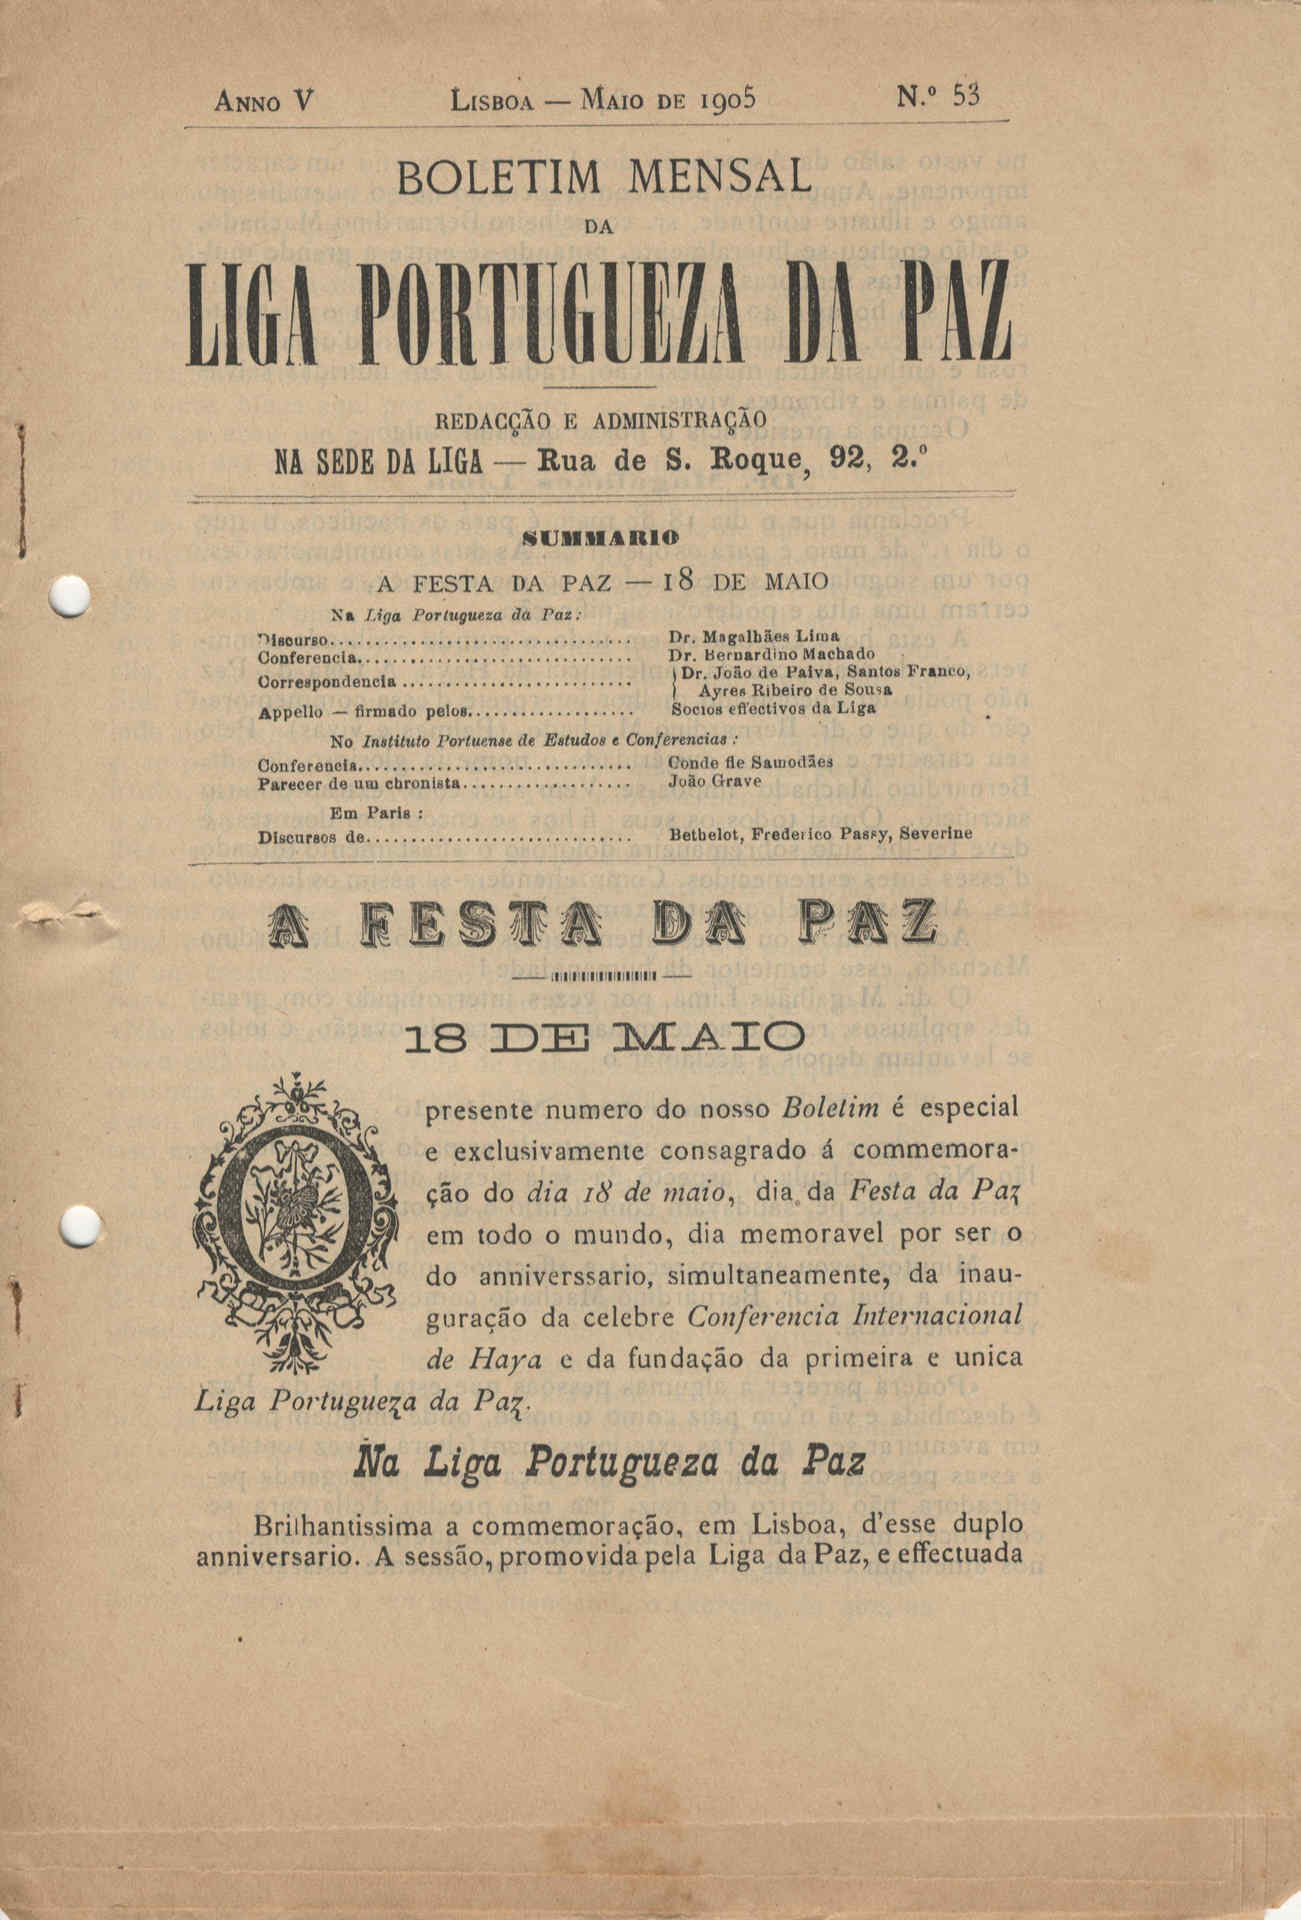 ANNO V LISBOA — MAIO DE 1905 N.º 53
BOLETIM MENSAL
DA
LIGA PORTUGUEZA DA PAZ
REDACÇÃO E ADMINISTRAÇÃO
NA SEDE DA LIGA — Rua de S. Roque, 92, 2.º
SUMMARIO
A FESTA DA PAZ — 18 DE MAIO
Na Liga Portugueza da Paz:
Discurso................................ Dr. Magalhães Lima
Conferencia............................. Dr. Bernardino Machado
Correspondencia ........................ Dr. João de Paiva, Santos Franco,
Ayres Ribeiro de Sousa
Appello — firmado pelos.................. Socios effectivos da Liga
No Instituto Portuense de Estudos e Conferencias :
Conferencia............................. Conde de Samodães
Parecer de um chronista.................. João Grave
Em Paris :
Discursos de............................ Bethelot, Frederico Passy, Severine
A FESTA DA PAZ
18 DE MAIO
O presente numero do nosso Boletim é especial
e exclusivamente consagrado á commemora-
ção do dia 18 de maio, dia da Festa da Paz
em todo o mundo, dia memoravel por ser o
do anniverssario, simultaneamente, da inau-
guração da celebre Conferencia Internacional
de Haya e da fundação da primeira e unica
Liga Portugueza da Paz.
Na Liga Portugueza da Paz
Brilhantissima a commemoração, em Lisboa, d'esse duplo
anniversario. A sessão, promovida pela Liga da Paz, e effectuada